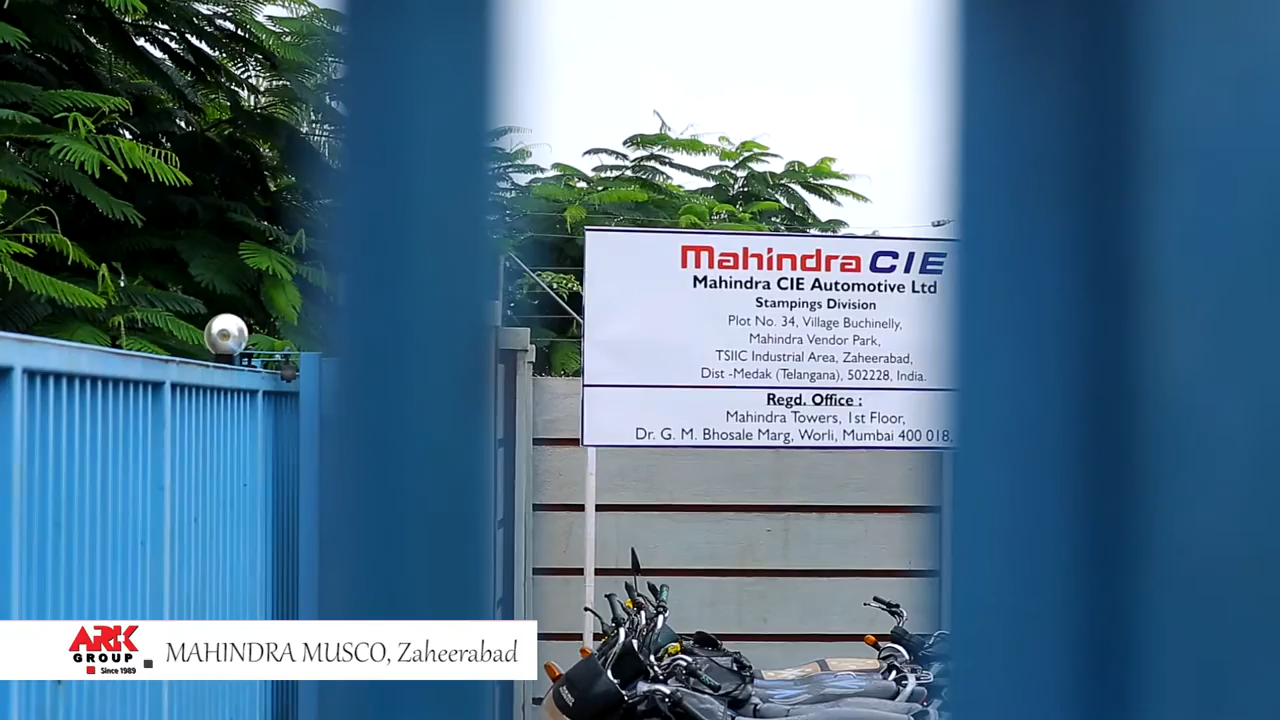 Mahindra CIE
Mahindra CIE Automotive Ltd
Stampings Division
Plot No. 34, Village Buchinelly,
Mahindra Vendor Park,
TSIIC Industrial Area, Zaheerabad,
Dist -Medak (Telangana), 502228, India.
Regd. Office :
Mahindra Towers, 1st Floor,
Dr. G. M. Bhosale Marg, Worli, Mumbai 400 018,
ARK
GROUP
Since 1989
MAHINDRA MUSCO, Zaheerabad